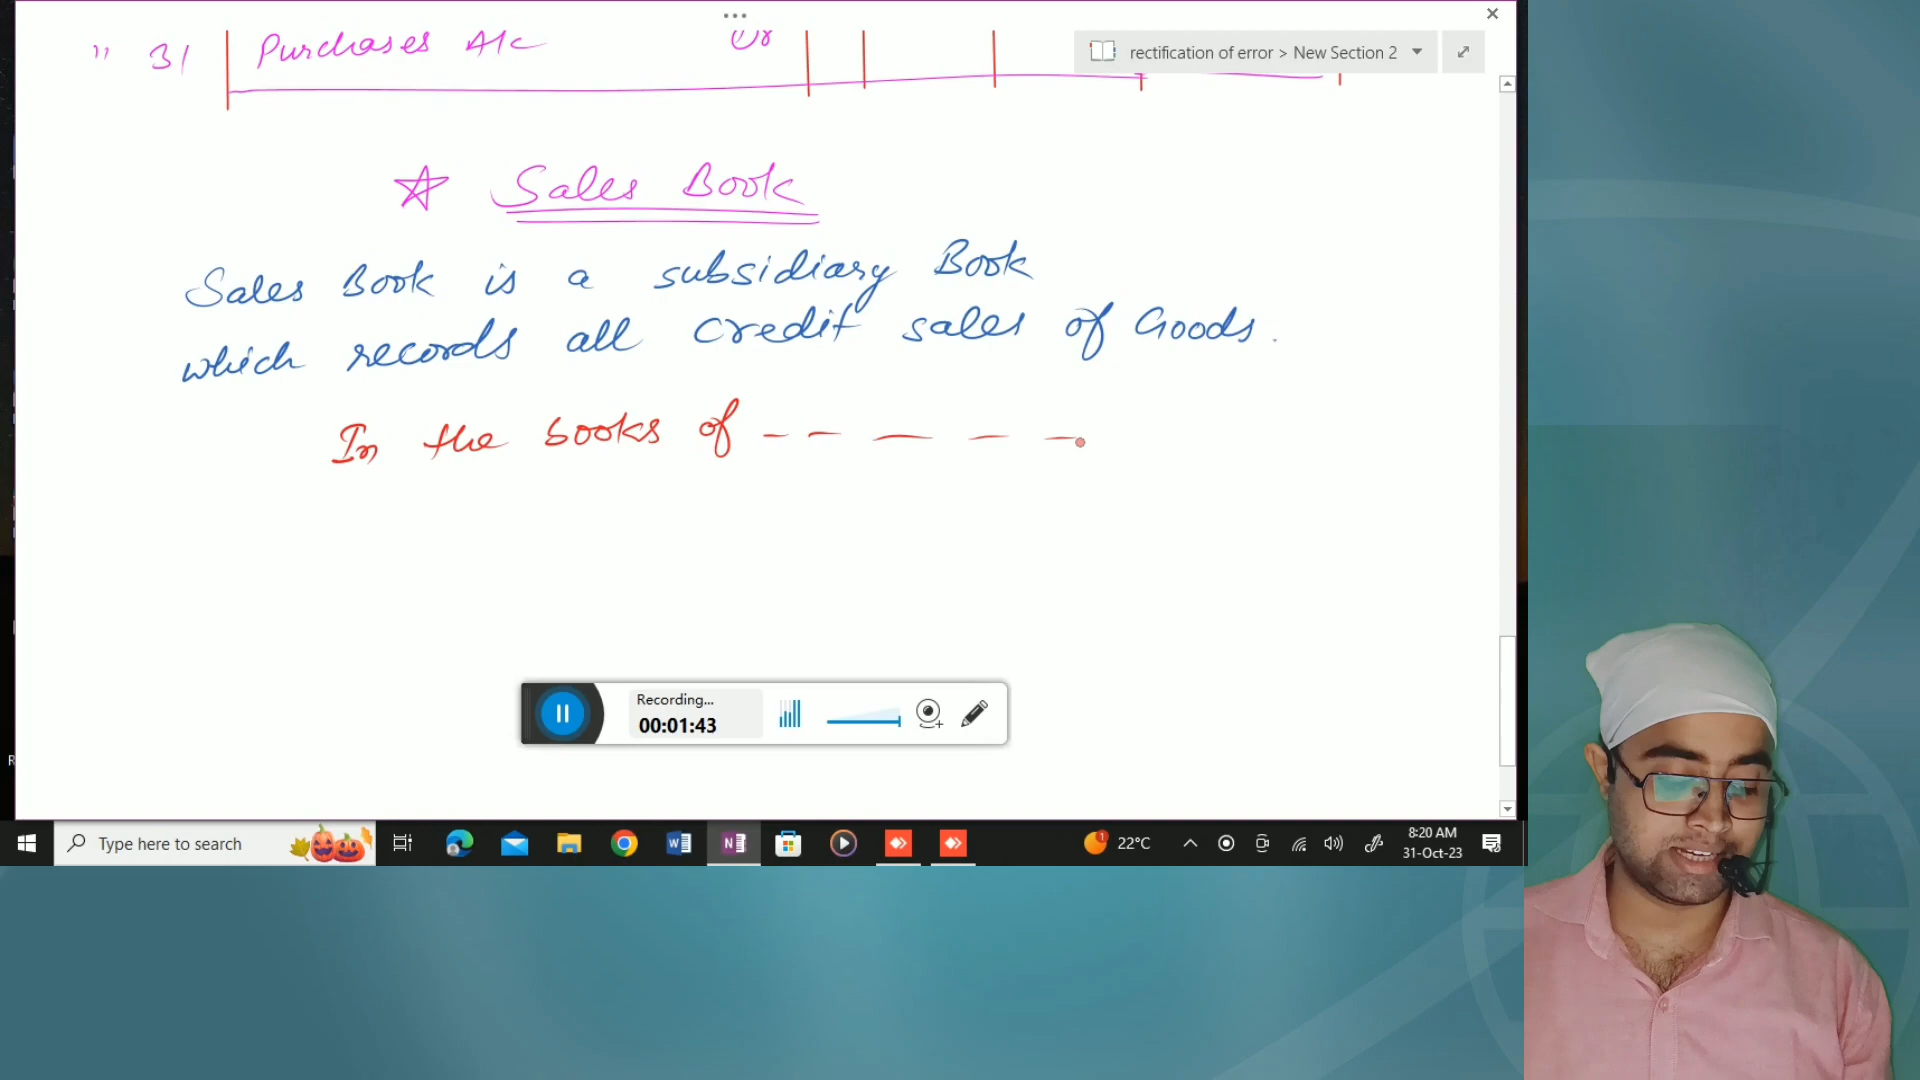 " 31 Purchases A/c Dr
rectification of error > New Section 2
☆ Sales Book
Sales Book is a subsidiary Book
which records all credit sales of Goods.
In the books of - - - - -
Recording...
00:01:43
Type here to search
1
22°C
8:20 AM
31-Oct-23